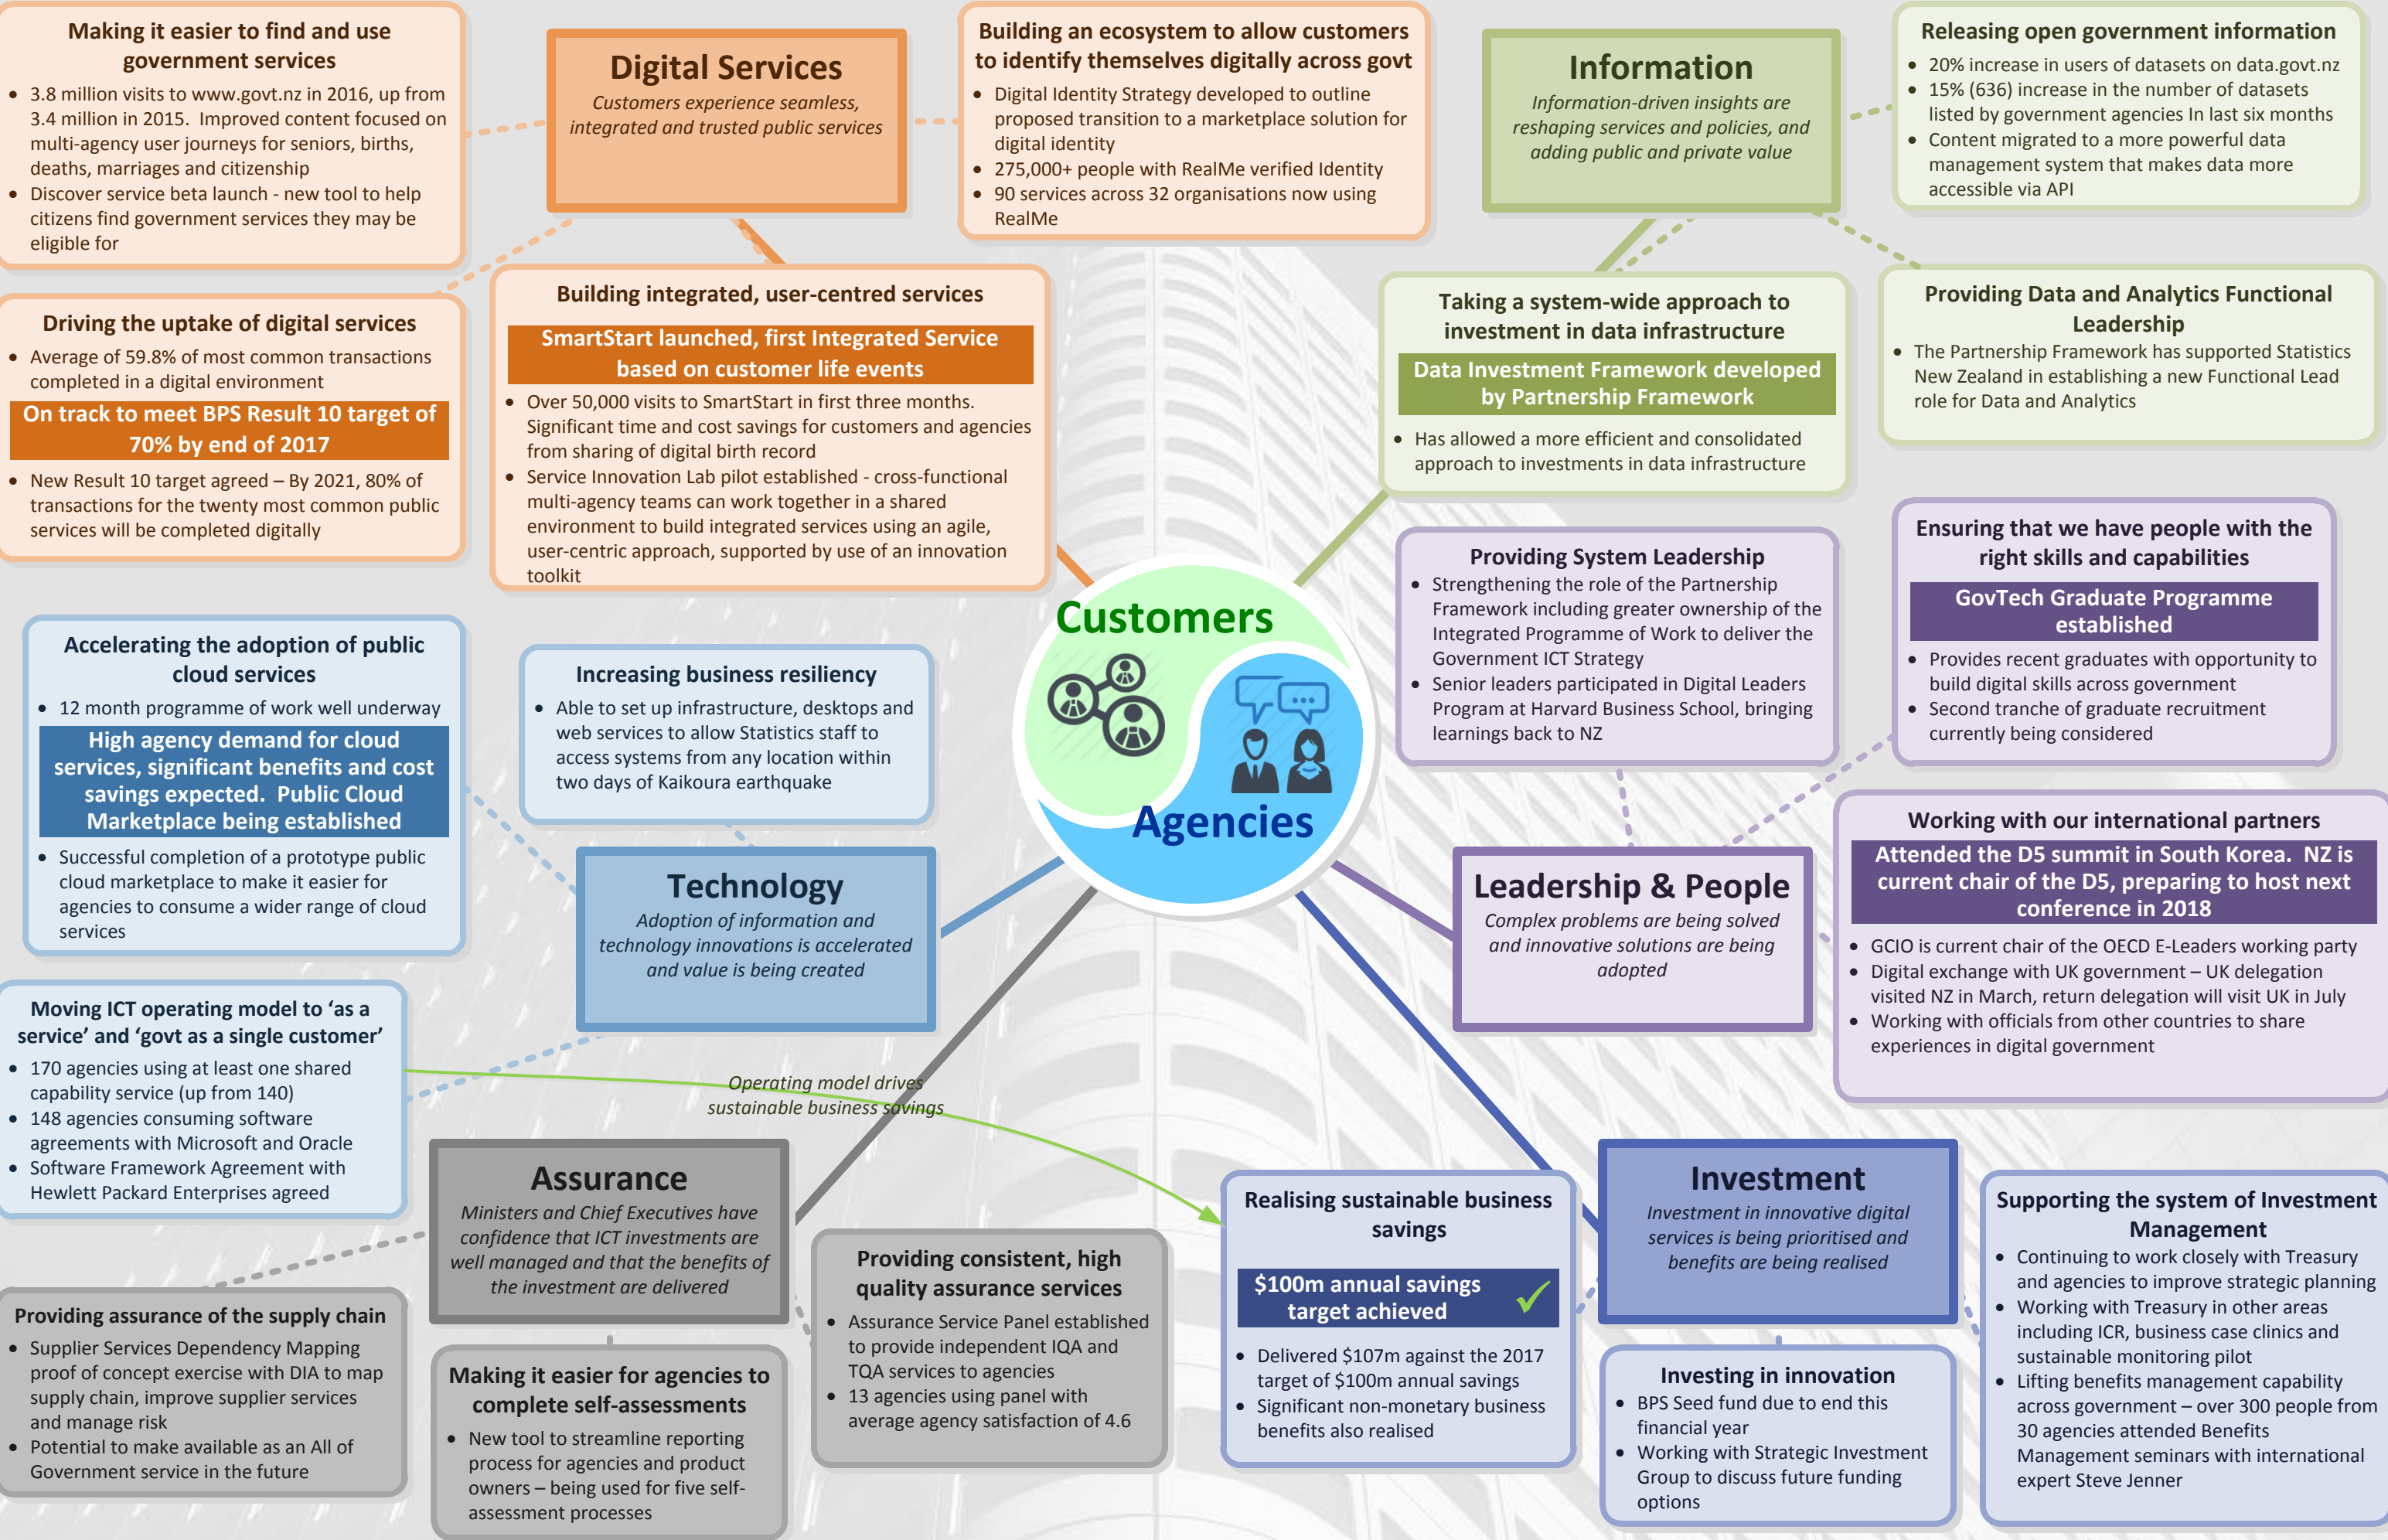 Making it easier to find and use
government services
• 3.8 million visits to www.govt.nz in 2016, up from
3.4 million in 2015. Improved content focused on
multi-agency user journeys for seniors, births,
deaths, marriages and citizenship
• Discover service beta launch - new tool to help
citizens find government services they may be
eligible for
Digital Services
Customers experience seamless,
integrated and trusted public services
Building an ecosystem to allow customers
to identify themselves digitally across govt
• Digital Identity Strategy developed to outline
proposed transition to a marketplace solution for
digital identity
• 275,000+ people with RealMe verified Identity
• 90 services across 32 organisations now using
RealMe
Information
Information-driven insights are
reshaping services and policies, and
adding public and private value
Releasing open government information
• 20% increase in users of datasets on data.govt.nz
• 15% (636) increase in the number of datasets
listed by government agencies In last six months
• Content migrated to a more powerful data
management system that makes data more
accessible via API
Driving the uptake of digital services
• Average of 59.8% of most common transactions
completed in a digital environment
On track to meet BPS Result 10 target of
70% by end of 2017
• New Result 10 target agreed – By 2021, 80% of
transactions for the twenty most common public
services will be completed digitally
Building integrated, user-centred services
SmartStart launched, first Integrated Service
based on customer life events
• Over 50,000 visits to SmartStart in first three months.
Significant time and cost savings for customers and agencies
from sharing of digital birth record
• Service Innovation Lab pilot established - cross-functional
multi-agency teams can work together in a shared
environment to build integrated services using an agile,
user-centric approach, supported by use of an innovation
toolkit
Taking a system-wide approach to
investment in data infrastructure
Data Investment Framework developed
by Partnership Framework
• Has allowed a more efficient and consolidated
approach to investments in data infrastructure
Providing Data and Analytics Functional
Leadership
• The Partnership Framework has supported Statistics
New Zealand in establishing a new Functional Lead
role for Data and Analytics
Accelerating the adoption of public
cloud services
• 12 month programme of work well underway
High agency demand for cloud
services, significant benefits and cost
savings expected. Public Cloud
Marketplace being established
• Successful completion of a prototype public
cloud marketplace to make it easier for
agencies to consume a wider range of cloud
services
Increasing business resiliency
• Able to set up infrastructure, desktops and
web services to allow Statistics staff to
access systems from any location within
two days of Kaikoura earthquake
Customers
Agencies
Providing System Leadership
• Strengthening the role of the Partnership
Framework including greater ownership of the
Integrated Programme of Work to deliver the
Government ICT Strategy
• Senior leaders participated in Digital Leaders
Program at Harvard Business School, bringing
learnings back to NZ
Ensuring that we have people with the
right skills and capabilities
GovTech Graduate Programme
established
• Provides recent graduates with opportunity to
build digital skills across government
• Second tranche of graduate recruitment
currently being considered
Technology
Adoption of information and
technology innovations is accelerated
and value is being created
Leadership & People
Complex problems are being solved
and innovative solutions are being
adopted
Working with our international partners
Attended the D5 summit in South Korea. NZ is
current chair of the D5, preparing to host next
conference in 2018
• GCIO is current chair of the OECD E-Leaders working party
• Digital exchange with UK government – UK delegation
visited NZ in March, return delegation will visit UK in July
• Working with officials from other countries to share
experiences in digital government
Moving ICT operating model to ‘as a
service’ and ‘govt as a single customer’
• 170 agencies using at least one shared
capability service (up from 140)
• 148 agencies consuming software
agreements with Microsoft and Oracle
• Software Framework Agreement with
Hewlett Packard Enterprises agreed
Operating model drives
sustainable business savings
Assurance
Ministers and Chief Executives have
confidence that ICT investments are
well managed and that the benefits of
the investment are delivered
Providing assurance of the supply chain
• Supplier Services Dependency Mapping
proof of concept exercise with DIA to map
supply chain, improve supplier services
and manage risk
• Potential to make available as an All of
Government service in the future
Making it easier for agencies to
complete self-assessments
• New tool to streamline reporting
process for agencies and product
owners – being used for five self-
assessment processes
Providing consistent, high
quality assurance services
• Assurance Service Panel established
to provide independent IQA and
TQA services to agencies
• 13 agencies using panel with
average agency satisfaction of 4.6
Realising sustainable business
savings
$100m annual savings
target achieved
• Delivered $107m against the 2017
target of $100m annual savings
• Significant non-monetary business
benefits also realised
Investment
Investment in innovative digital
services is being prioritised and
benefits are being realised
Investing in innovation
• BPS Seed fund due to end this
financial year
• Working with Strategic Investment
Group to discuss future funding
options
Supporting the system of Investment
Management
• Continuing to work closely with Treasury
and agencies to improve strategic planning
• Working with Treasury in other areas
including ICR, business case clinics and
sustainable monitoring pilot
• Lifting benefits management capability
across government – over 300 people from
30 agencies attended Benefits
Management seminars with international
expert Steve Jenner